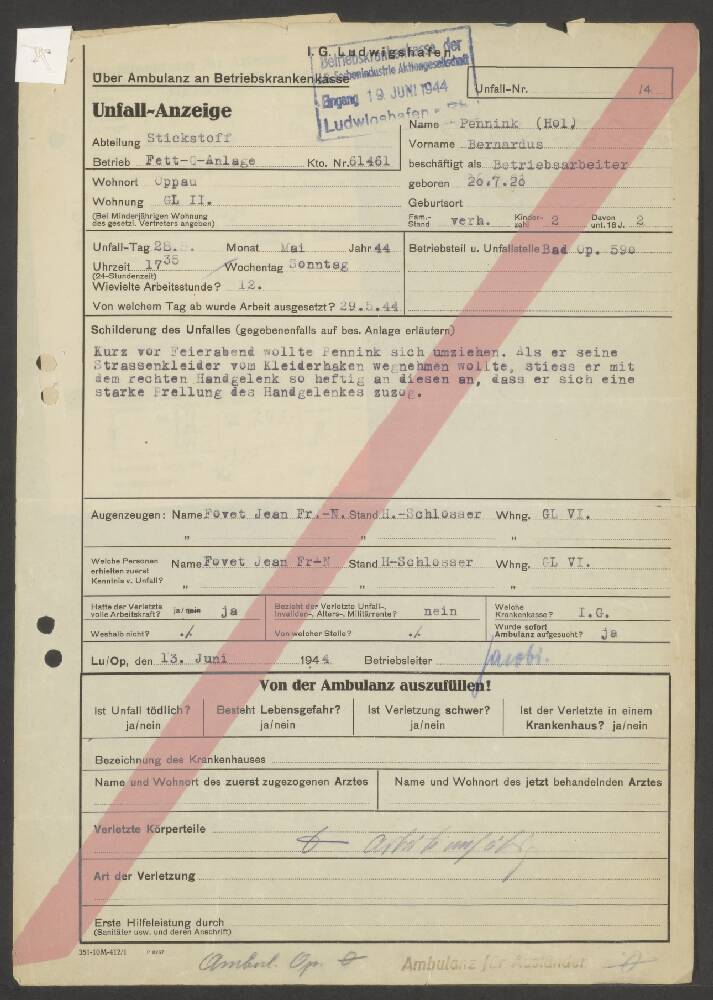 I.G. Ludwigshafen
Betriebskrankenkasse der
I.G. Farbenindustrie Aktiengesellschaft
Eingang 19. JUNI 1944
Ludwigshafen a. Rh.
Über Ambulanz an Betriebskrankenkasse
Unfall-Nr. 14
Unfall-Anzeige
Name Pennink (Hol)
Abteilung Stickstoff
Vorname Bernardus
Betrieb Fett-C-Anlage Kto. Nr. 61461
beschäftigt als Betriebsarbeiter
Wohnort Oppau
geboren 26.7.26
Wohnung GL II.
Geburtsort
(Bei Minderjährigen Wohnung
des gesetzl. Vertreters angeben)
Fam.-Stand verh. Kinderzahl 2 Davon unt. 16 J. 2
Unfall-Tag 28.5. Monat Mai Jahr 44
Betriebsteil u. Unfallstelle Bad Op. 590
Uhrzeit 17 35 Wochentag Sonntag
(24-Stundenzeit)
Wievielte Arbeitsstunde? 12.
Von welchem Tag ab wurde Arbeit ausgesetzt? 29.5.44
Schilderung des Unfalles (gegebenenfalls auf bes. Anlage erläutern)
Kurz vor Feierabend wollte Pennink sich umziehen. Als er seine
Strassenkleider vom Kleiderhaken wegnehmen wollte, stiess er mit
dem rechten Handgelenk so heftig an diesen an, dass er sich eine
starke Prellung des Handgelenkes zuzog.
Augenzeugen: Name Fovet Jean Fr.-N. Stand H.-Schlosser Whng. GL VI.
" " "
Welche Personen
erhielten zuerst
Kenntnis v. Unfall?
Name Fovet Jean Fr-N Stand H-Schlosser Whng. GL VI.
" " "
Hatte der Verletzte
volle Arbeitskraft? ja/nein ja
Bezieht der Verletzte Unfall-,
Invaliden-, Alters-, Militärrente? nein
Welche
Krankenkasse? I.G.
Weshalb nicht? ./.
Von welcher Stelle? ./.
Wurde sofort
Ambulanz aufgesucht? ja
Lu/Op, den 13. Juni 1944 Betriebsleiter Jacobi.
Von der Ambulanz auszufüllen!
Ist Unfall tödlich? Besteht Lebensgefahr? Ist Verletzung schwer? Ist der Verletzte in einem
ja/nein ja/nein ja/nein Krankenhaus? ja/nein
Bezeichnung des Krankenhauses
Name und Wohnort des zuerst zugezogenen Arztes Name und Wohnort des jetzt behandelnden Arztes
Verletzte Körperteile
Art der Verletzung
Erste Hilfeleistung durch
(Sanitäter usw. und deren Anschrift)
351-10M-412/1
Ambul. Op.
Ambulanz für Ausländer